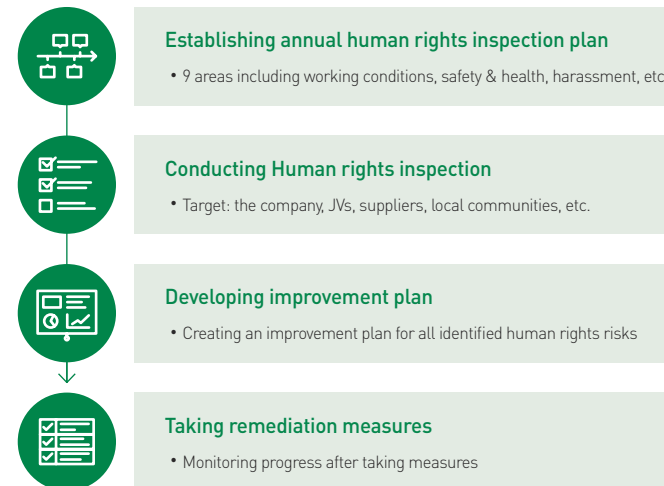 Establishing annual human rights inspection plan
• 9 areas including working conditions, safety & health, harassment, etc
Conducting Human rights inspection
• Target: the company, JVs, suppliers, local communities, etc.
Developing improvement plan
• Creating an improvement plan for all identified human rights risks
Taking remediation measures
• Monitoring progress after taking measures